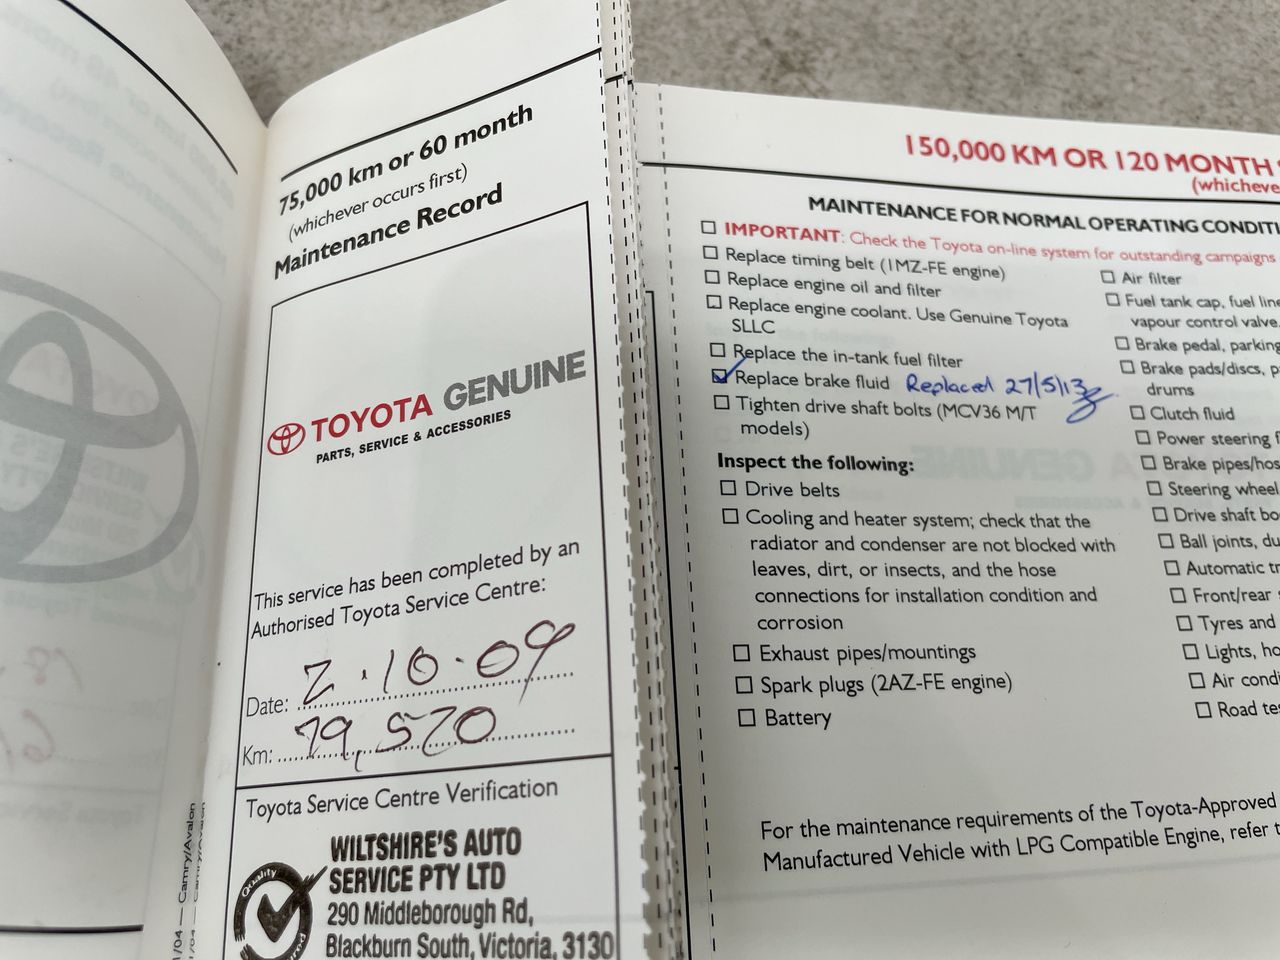 75,000 km or 60 month
(whichever occurs first)
Maintenance Record
TOYOTA GENUINE
PARTS, SERVICE & ACCESSORIES
This service has been completed by an
Authorised Toyota Service Centre:
Date: 2.10.09
Km: 79,570
Toyota Service Centre Verification
WILTSHIRE'S AUTO
SERVICE PTY LTD
290 Middleborough Rd,
Blackburn South, Victoria, 3130
Quality
1/04 — Camry/Avalon
150,000 KM OR 120 MONTH
(whichever
MAINTENANCE FOR NORMAL OPERATING CONDITI
IMPORTANT: Check the Toyota on-line system for outstanding campaigns
Replace timing belt (1MZ-FE engine)
Replace engine oil and filter
Replace engine coolant. Use Genuine Toyota
SLLC
Replace the in-tank fuel filter
Replace brake fluid Replaced 27/5/13
Tighten drive shaft bolts (MCV36 M/T
models)
Inspect the following:
Drive belts
Cooling and heater system; check that the
radiator and condenser are not blocked with
leaves, dirt, or insects, and the hose
connections for installation condition and
corrosion
Exhaust pipes/mountings
Spark plugs (2AZ-FE engine)
Battery
Air filter
Fuel tank cap, fuel line
vapour control valve
Brake pedal, parking
Brake pads/discs, p
drums
Clutch fluid
Power steering f
Brake pipes/hos
Steering wheel
Drive shaft bo
Ball joints, du
Automatic tr
Front/rear
Tyres and
Lights, ho
Air condi
Road tes
For the maintenance requirements of the Toyota-Approved
Manufactured Vehicle with LPG Compatible Engine, refer t